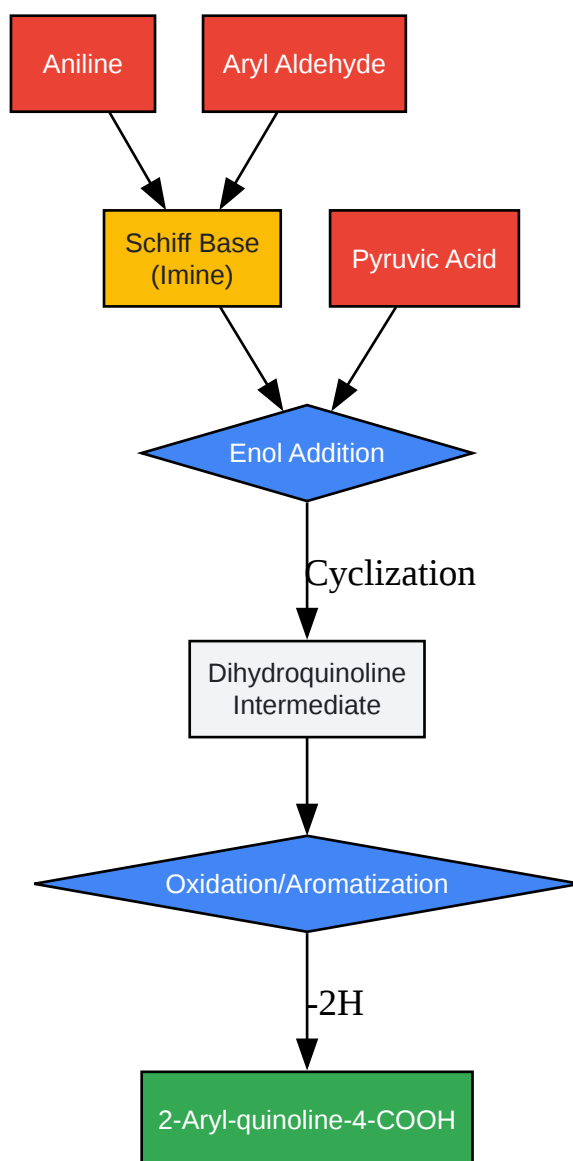 Aniline
Aryl Aldehyde
Schiff Base
(Imine)
Pyruvic Acid
Enol Addition
Cyclization
Dihydroquinoline
Intermediate
Oxidation/Aromatization
-2H
2-Aryl-quinoline-4-COOH